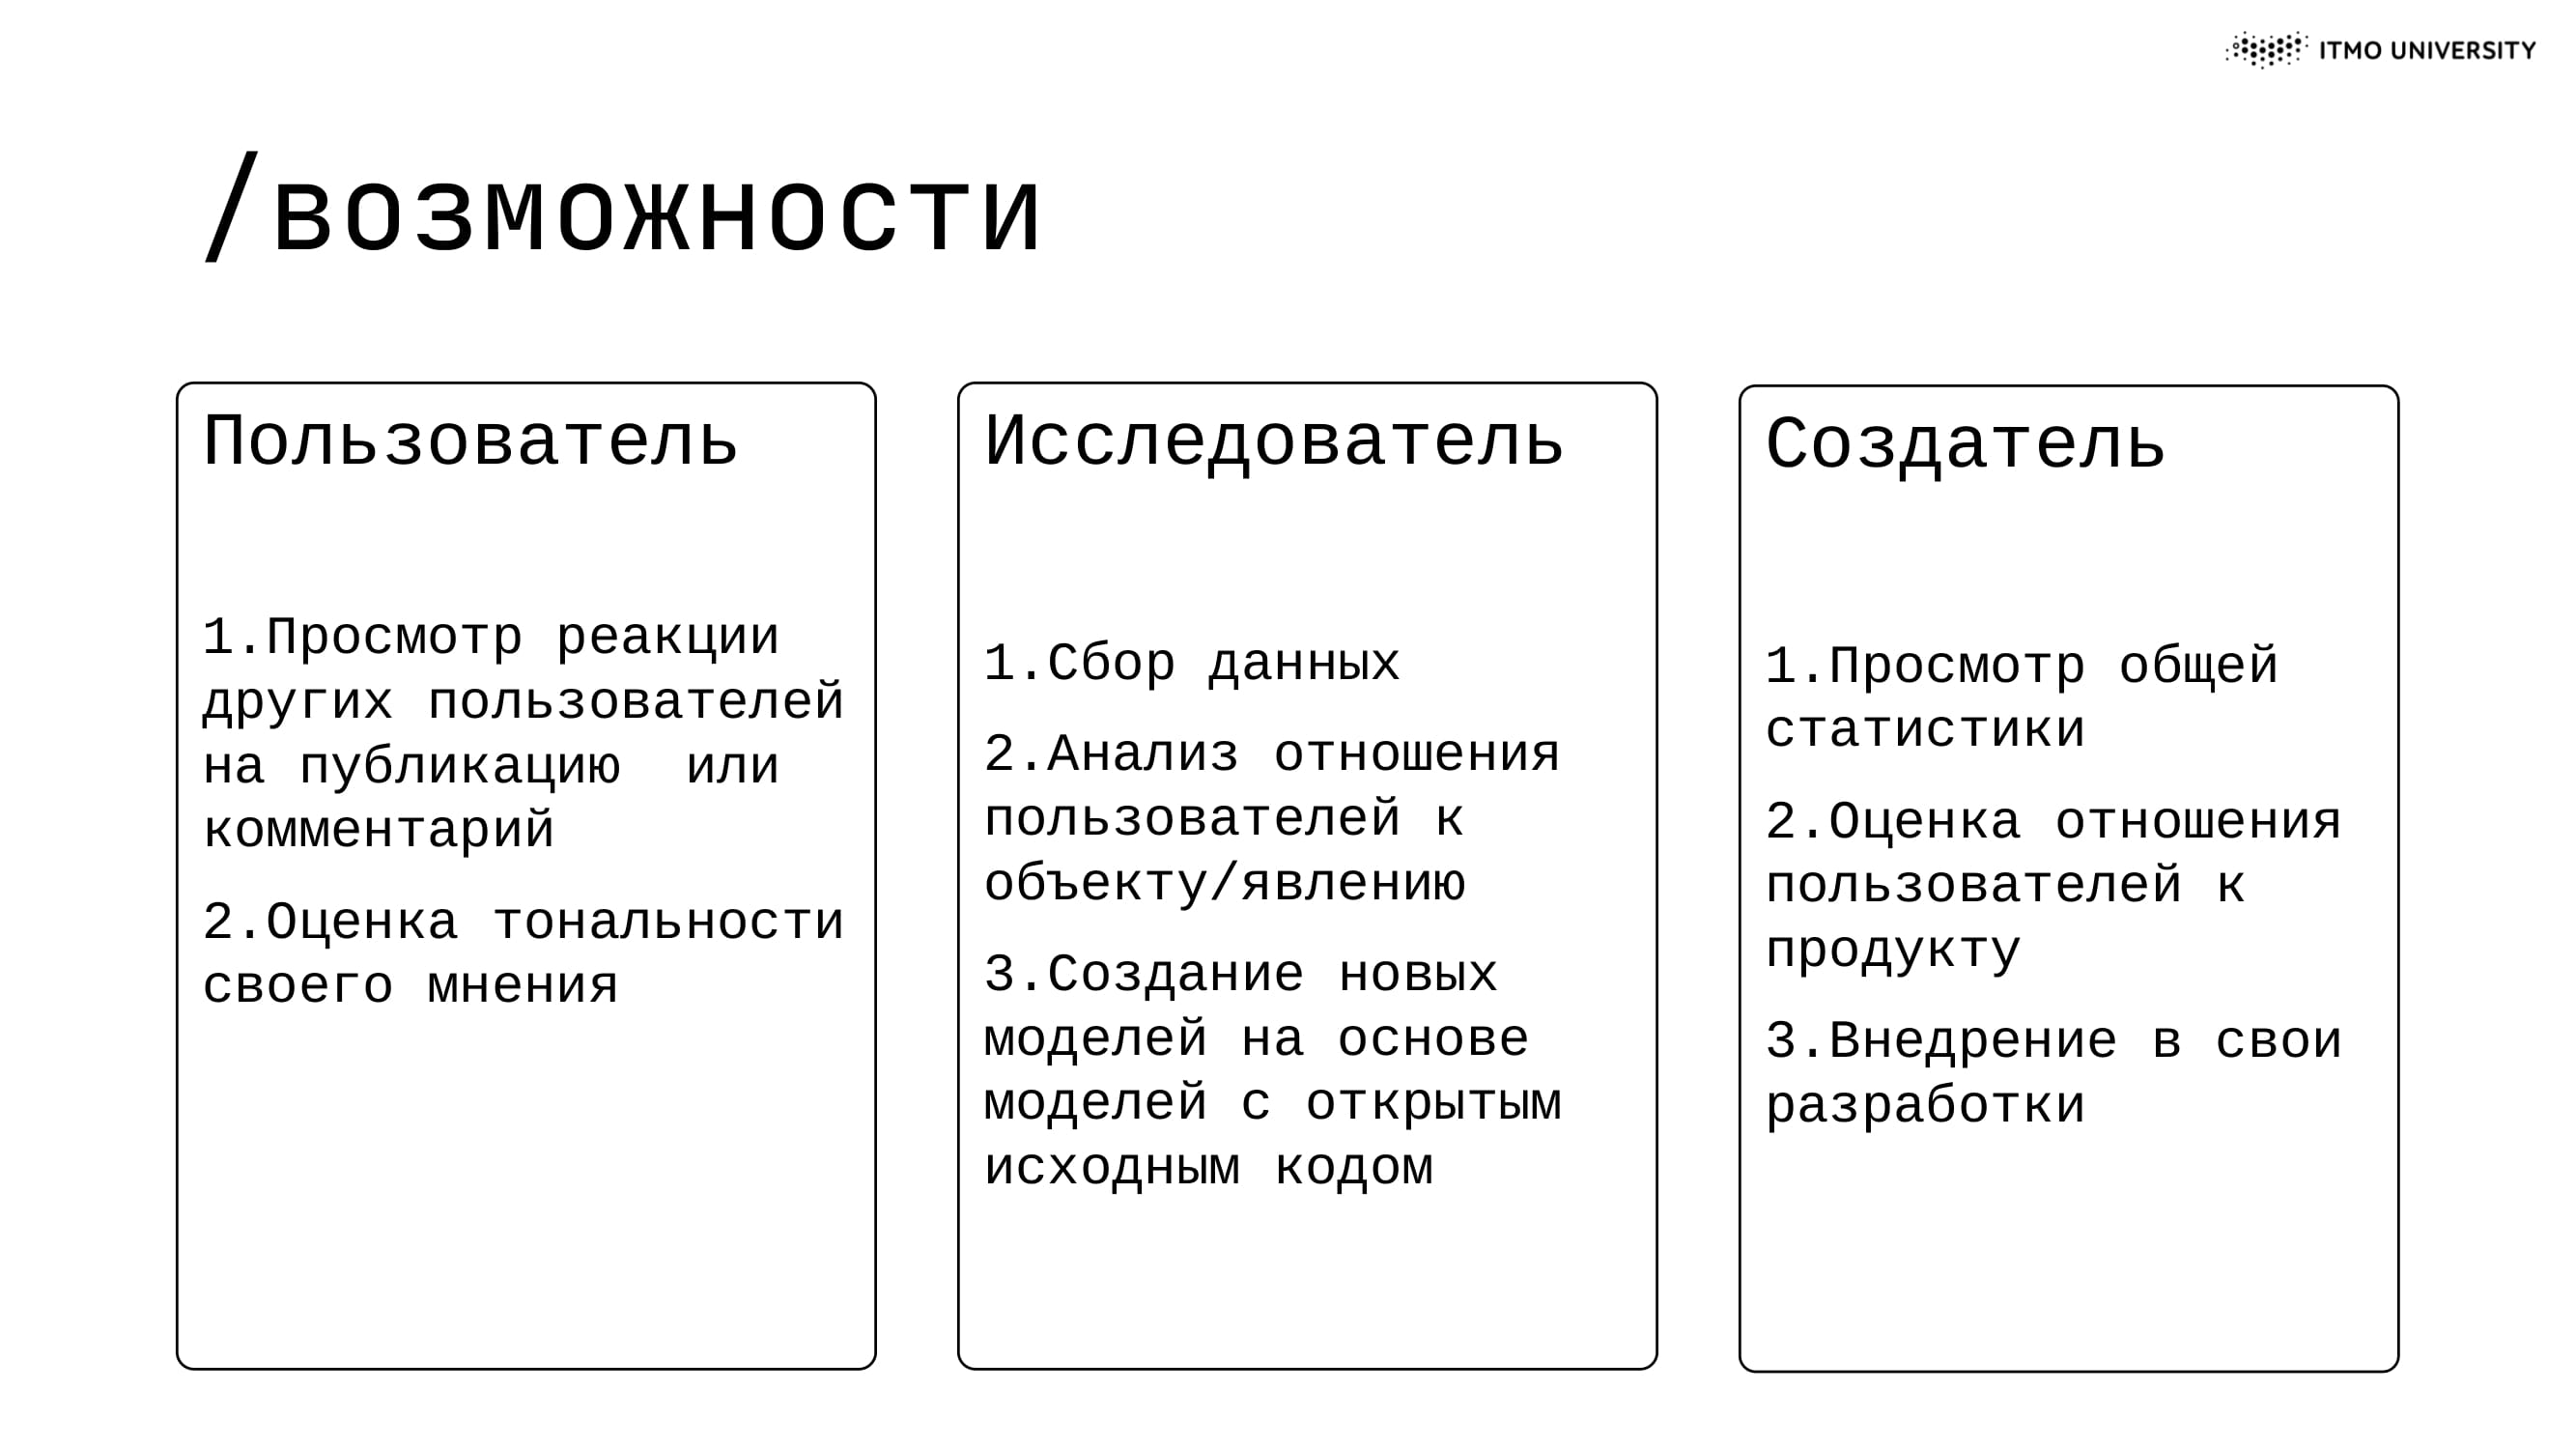 ITMO UNIVERSITY
/возможности
Пользователь
1.Просмотр реакции
других пользователей
на публикацию  или
комментарий
2.Оценка тональности
своего мнения
Исследователь
1.Сбор данных
2.Анализ отношения
пользователей к
объекту/явлению
3.Создание новых
моделей на основе
моделей с открытым
исходным кодом
Создатель
1.Просмотр общей
статистики
2.Оценка отношения
пользователей к
продукту
3.Внедрение в свои
разработки